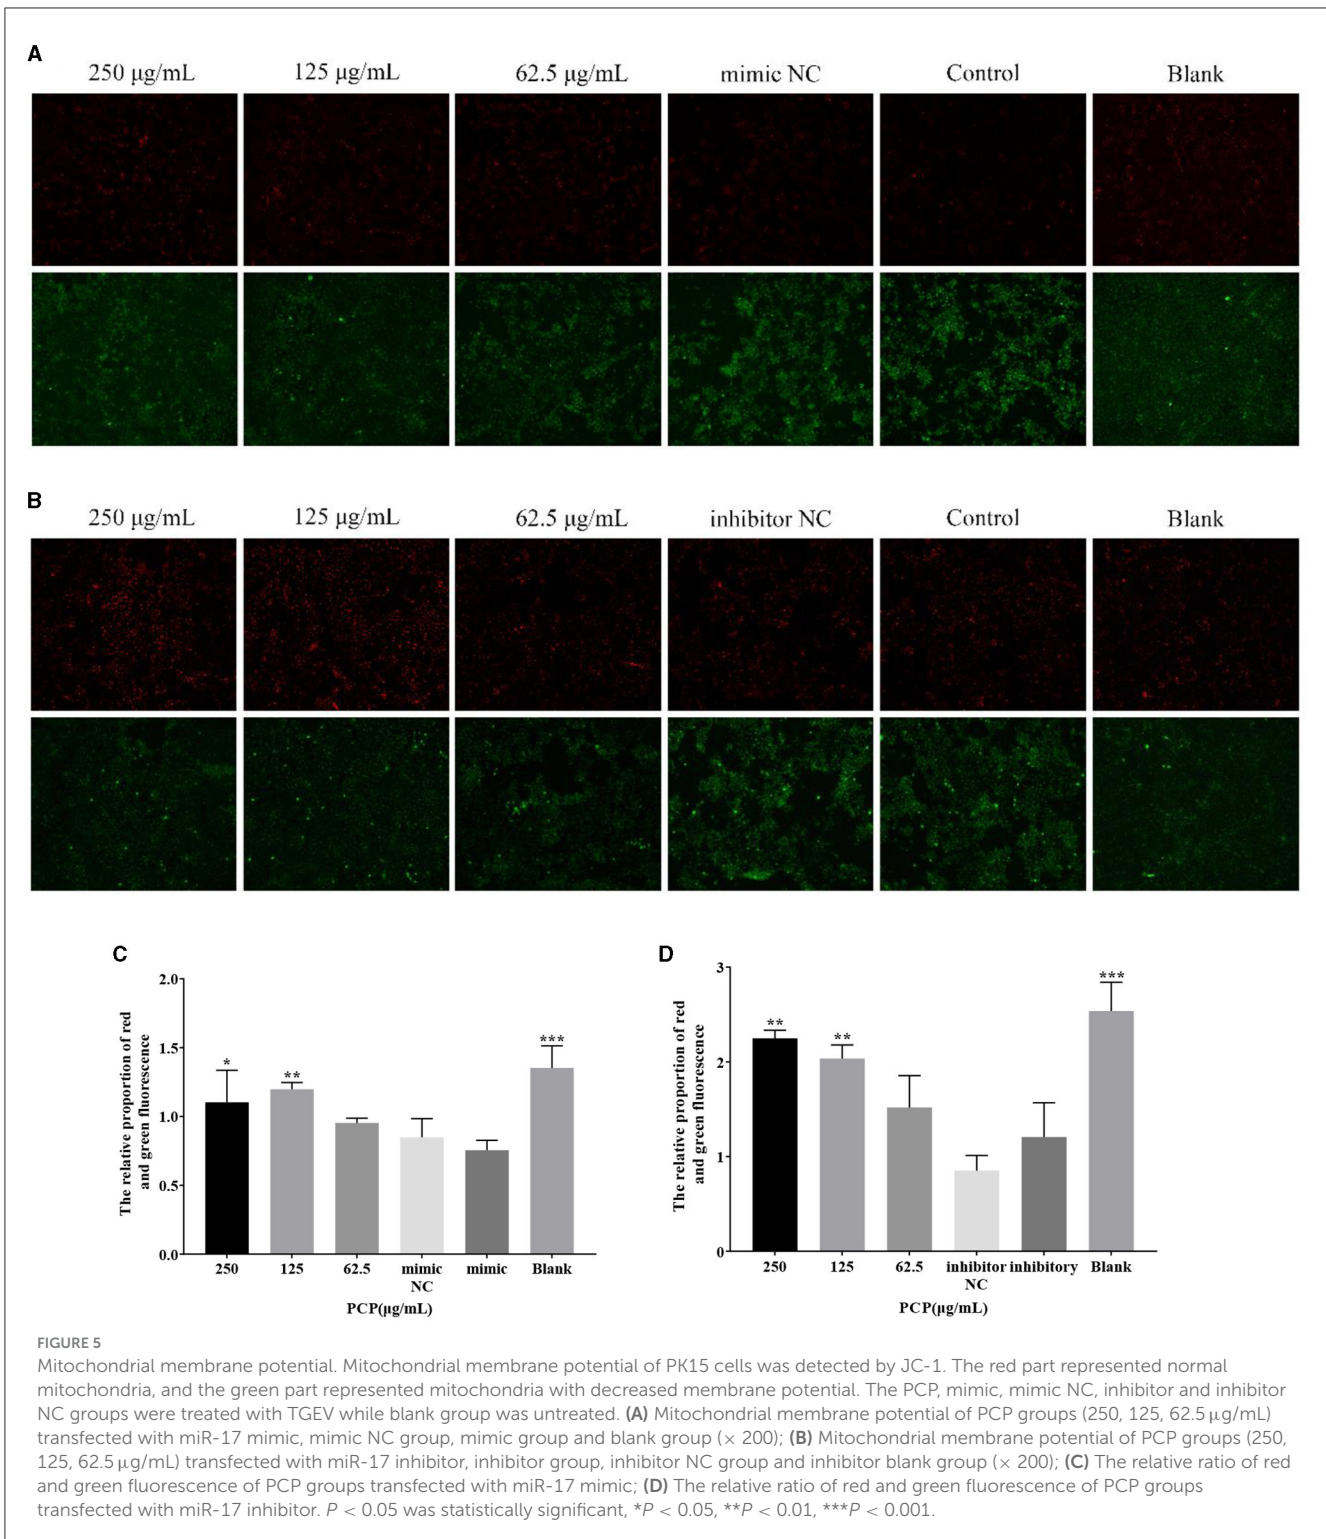 A
250 μg/mL 125 μg/mL 62.5 μg/mL mimic NC Control Blank
B
250 μg/mL 125 μg/mL 62.5 μg/mL inhibitor NC Control Blank
C
The relative proportion of red
and green fluorescence
2.0
1.5
1.0
0.5
0.0
*
**
***
250 125 62.5 mimic NC mimic Blank
PCP(μg/mL)
D
The relative proportion of red
and green fluorescence
3
2
1
0
**
**
***
250 125 62.5 inhibitor NC inhibitory Blank
PCP(μg/mL)
FIGURE 5
Mitochondrial membrane potential. Mitochondrial membrane potential of PK15 cells was detected by JC-1. The red part represented normal
mitochondria, and the green part represented mitochondria with decreased membrane potential. The PCP, mimic, mimic NC, inhibitor and inhibitor
NC groups were treated with TGEV while blank group was untreated. (A) Mitochondrial membrane potential of PCP groups (250, 125, 62.5 μg/mL)
transfected with miR-17 mimic, mimic NC group, mimic group and blank group (× 200); (B) Mitochondrial membrane potential of PCP groups (250,
125, 62.5 μg/mL) transfected with miR-17 inhibitor, inhibitor group, inhibitor NC group and inhibitor blank group (× 200); (C) The relative ratio of red
and green fluorescence of PCP groups transfected with miR-17 mimic; (D) The relative ratio of red and green fluorescence of PCP groups
transfected with miR-17 inhibitor. P < 0.05 was statistically significant, *P < 0.05, **P < 0.01, ***P < 0.001.